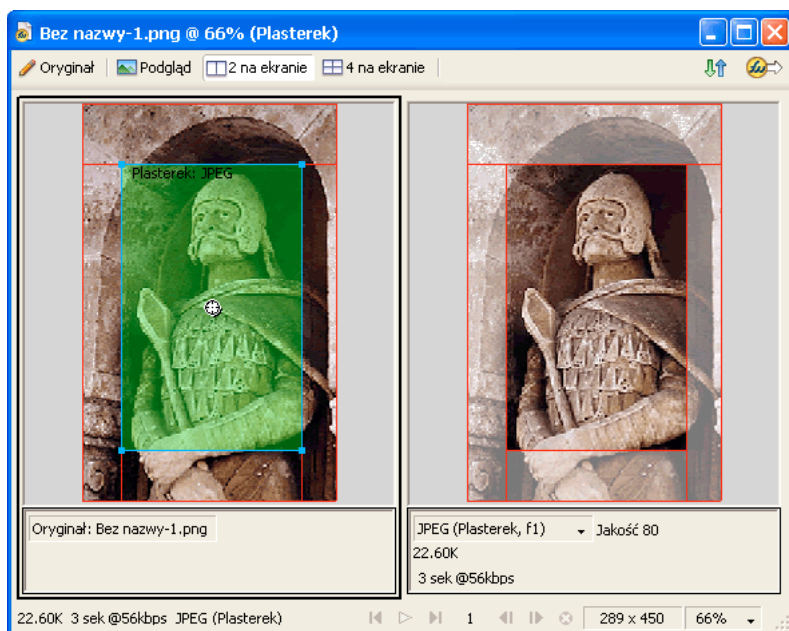 Bez nazwy-1.png @ 66% (Plasterek)
Oryginał Podgląd 2 na ekranie 4 na ekranie
Plasterek: JPEG
Oryginał: Bez nazwy-1.png
JPEG (Plasterek, f1) Jakość 80
22.60K
3 sek @56kbps
22.60K 3 sek @56kbps JPEG (Plasterek) 1 289 x 450 66%